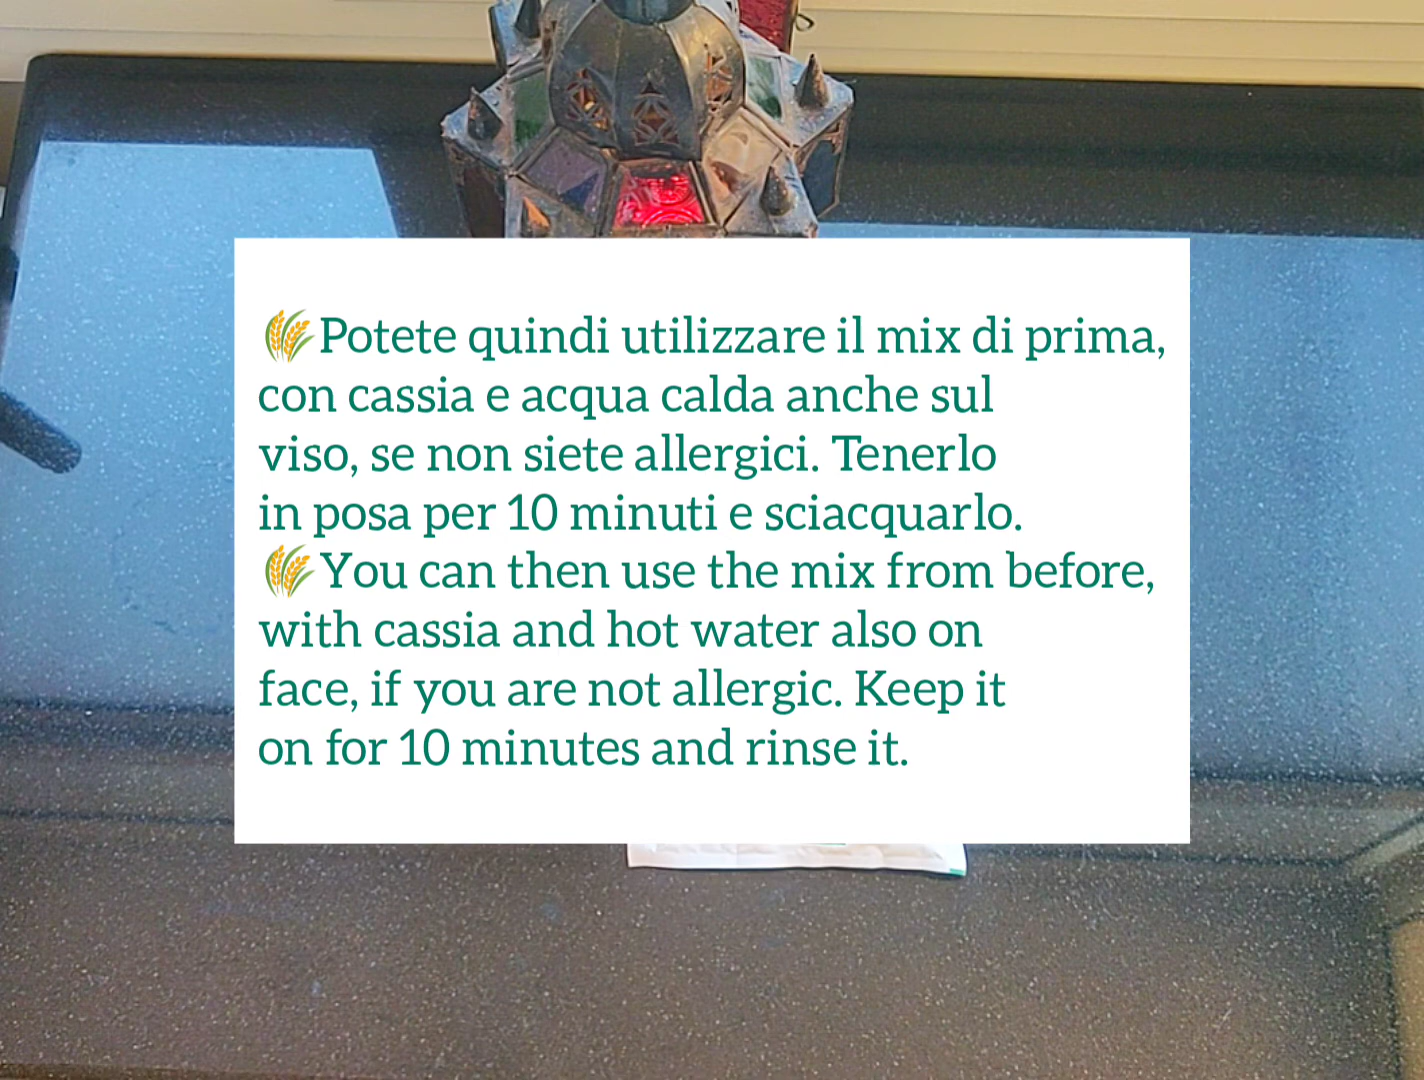 🌾Potete quindi utilizzare il mix di prima,
con cassia e acqua calda anche sul
viso, se non siete allergici. Tenerlo
in posa per 10 minuti e sciacquarlo.
🌾You can then use the mix from before,
with cassia and hot water also on
face, if you are not allergic. Keep it
on for 10 minutes and rinse it.